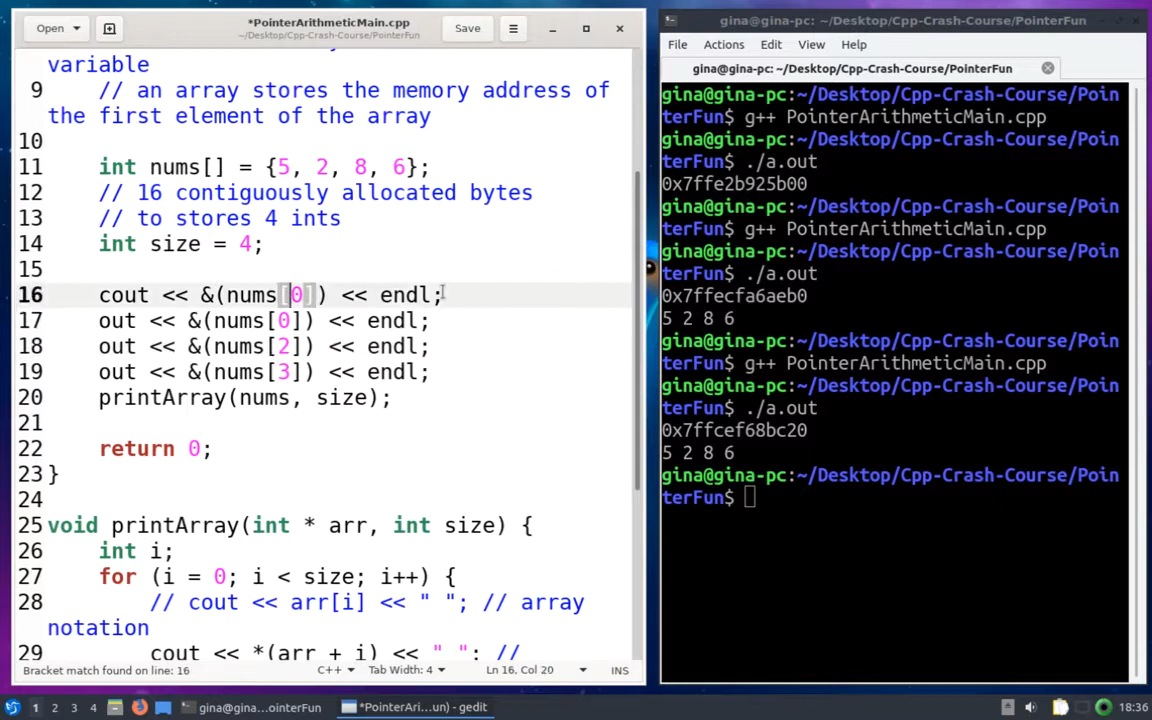 Open
*PointerArithmeticMain.cpp
~/Desktop/Cpp-Crash-Course/PointerFun
Save
variable
9 // an array stores the memory address of
the first element of the array
10
11 int nums[] = {5, 2, 8, 6};
12 // 16 contiguously allocated bytes
13 // to stores 4 ints
14 int size = 4;
15
16 cout << &(nums[0]) << endl;
17 out << &(nums[0]) << endl;
18 out << &(nums[2]) << endl;
19 out << &(nums[3]) << endl;
20 printArray(nums, size);
21
22 return 0;
23 }
24
25 void printArray(int * arr, int size) {
26 int i;
27 for (i = 0; i < size; i++) {
28 // cout << arr[i] << " "; // array
notation
29 cout << *(arr + i) << " "; //
Bracket match found on line: 16
C++
Tab Width: 4
Ln 16, Col 20
INS
gina@gina-pc: ~/Desktop/Cpp-Crash-Course/PointerFun
File Actions Edit View Help
gina@gina-pc: ~/Desktop/Cpp-Crash-Course/PointerFun
gina@gina-pc:~/Desktop/Cpp-Crash-Course/Poin
terFun$ g++ PointerArithmeticMain.cpp
gina@gina-pc:~/Desktop/Cpp-Crash-Course/Poin
terFun$ ./a.out
0x7ffe2b925b00
gina@gina-pc:~/Desktop/Cpp-Crash-Course/Poin
terFun$ g++ PointerArithmeticMain.cpp
gina@gina-pc:~/Desktop/Cpp-Crash-Course/Poin
terFun$ ./a.out
0x7ffecfa6aeb0
5 2 8 6
gina@gina-pc:~/Desktop/Cpp-Crash-Course/Poin
terFun$ g++ PointerArithmeticMain.cpp
gina@gina-pc:~/Desktop/Cpp-Crash-Course/Poin
terFun$ ./a.out
0x7ffcef68bc20
5 2 8 6
gina@gina-pc:~/Desktop/Cpp-Crash-Course/Poin
terFun$
1 2 3 4
gina@gina...ointerFun)
*PointerAri...un) - gedit
18:36